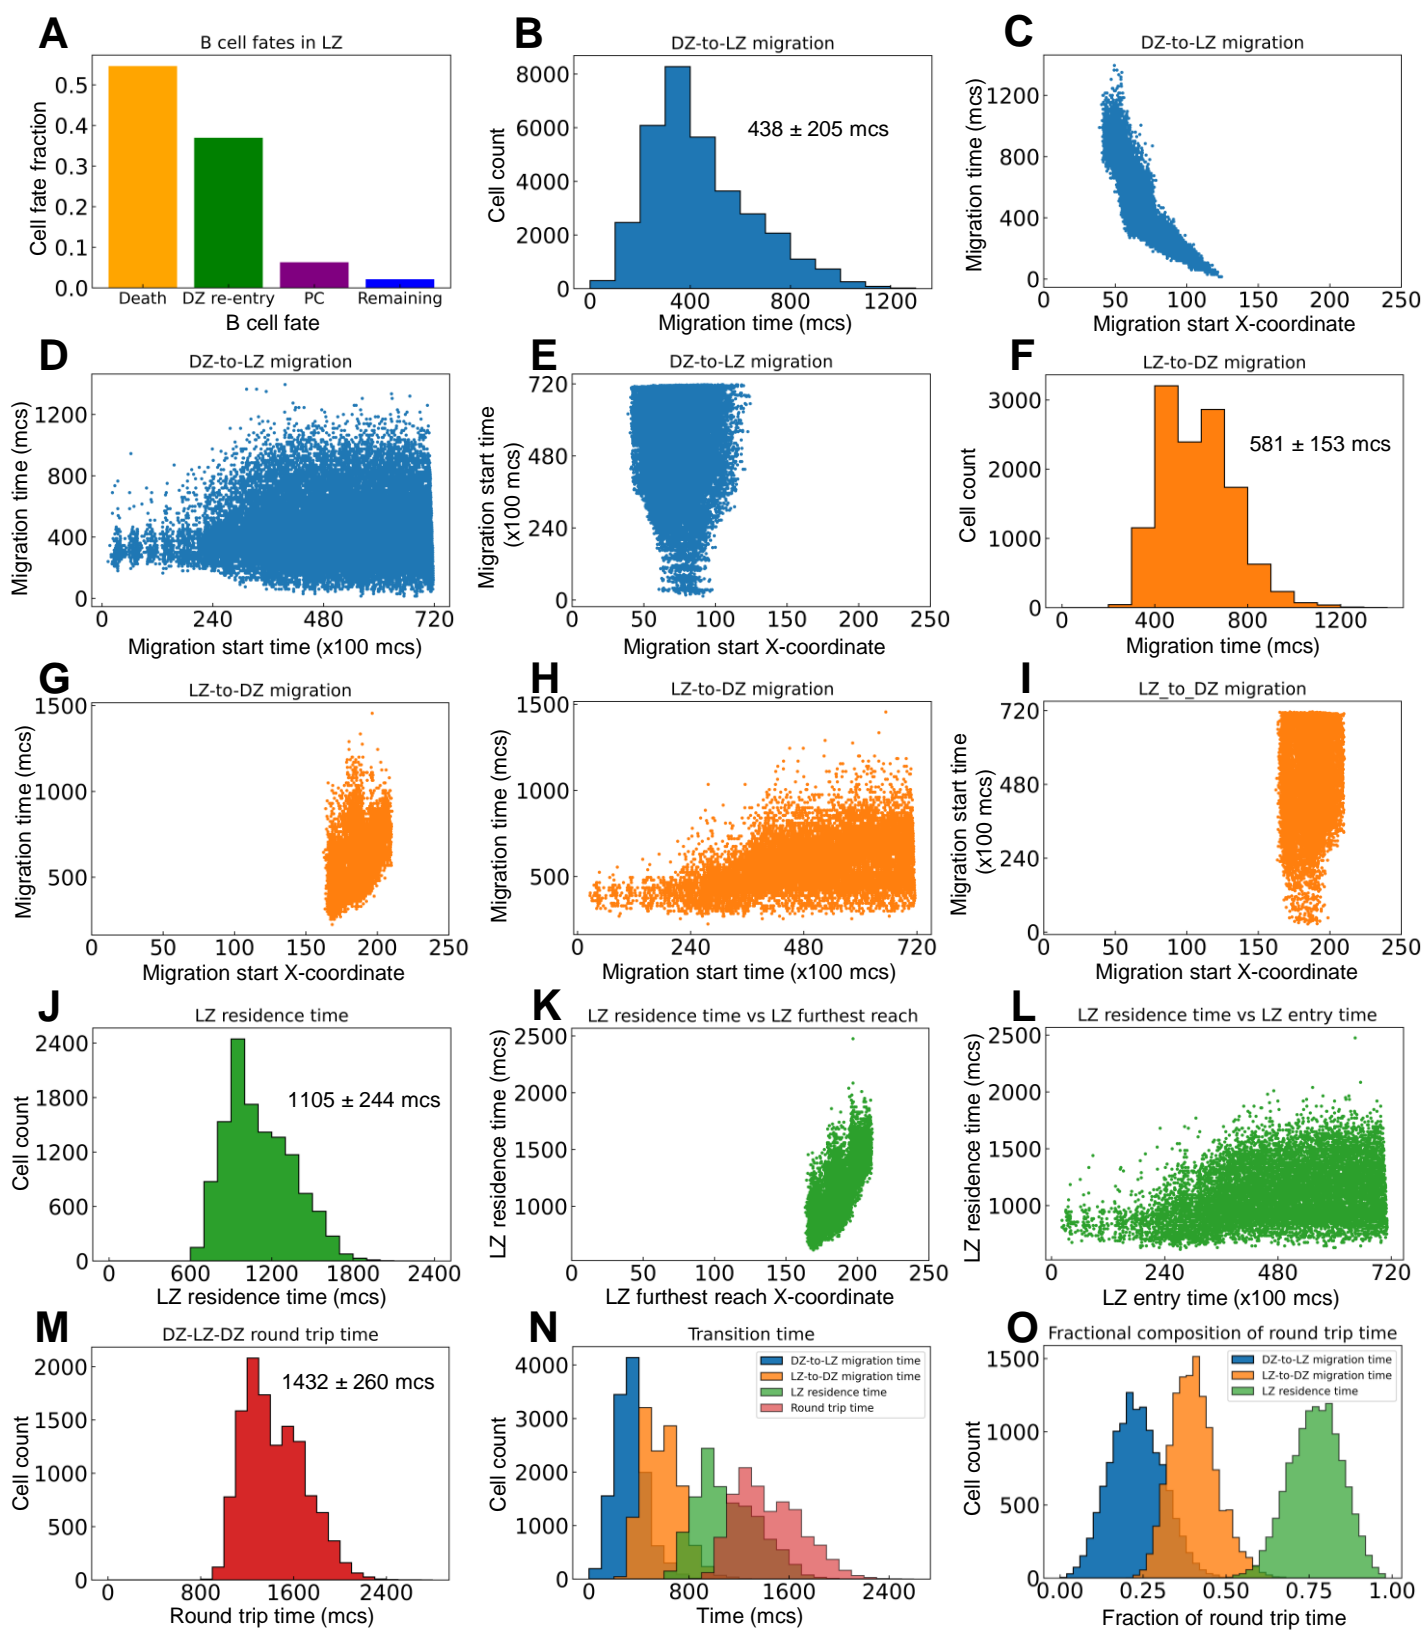 A
B cell fates in LZ
Cell fate fraction
0.5
0.4
0.3
0.2
0.1
0.0
Death DZ re-entry PC Remaining
B cell fate
B
DZ-to-LZ migration
Cell count
8000
6000
4000
2000
0
438 ± 205 mcs
400 800 1200
Migration time (mcs)
C
DZ-to-LZ migration
Migration time (mcs)
1200
800
400
0
0 50 100 150 200 250
Migration start X-coordinate
D
DZ-to-LZ migration
Migration time (mcs)
1200
800
400
0
0 240 480 720
Migration start time (x100 mcs)
E
DZ-to-LZ migration
Migration start time
(x100 mcs)
720
480
240
0
0 50 100 150 200 250
Migration start X-coordinate
F
LZ-to-DZ migration
Cell count
3000
2000
1000
0
581 ± 153 mcs
0 400 800 1200
Migration time (mcs)
G
LZ-to-DZ migration
Migration time (mcs)
1500
1000
500
0 50 100 150 200 250
Migration start X-coordinate
H
LZ-to-DZ migration
Migration time (mcs)
1500
1000
500
0 240 480 720
Migration start time (x100 mcs)
I
LZ_to_DZ migration
Migration start time
(x100 mcs)
720
480
240
0
0 50 100 150 200 250
Migration start X-coordinate
J
LZ residence time
Cell count
2400
1800
1200
600
0
1105 ± 244 mcs
0 600 1200 1800 2400
LZ residence time (mcs)
K
LZ residence time vs LZ furthest reach
LZ residence time (mcs)
2500
2000
1500
1000
0 50 100 150 200 250
LZ furthest reach X-coordinate
L
LZ residence time vs LZ entry time
LZ residence time (mcs)
2500
2000
1500
1000
0 240 480 720
LZ entry time (x100 mcs)
M
DZ-LZ-DZ round trip time
Cell count
2000
1500
1000
500
0
1432 ± 260 mcs
0 800 1600 2400
Round trip time (mcs)
N
Transition time
Cell count
4000
3000
2000
1000
0
DZ-to-LZ migration time
LZ-to-DZ migration time
LZ residence time
Round trip time
0 800 1600 2400
Time (mcs)
O
Fractional composition of round trip time
Cell count
1500
1000
500
0
DZ-to-LZ migration time
LZ-to-DZ migration time
LZ residence time
0.00 0.25 0.50 0.75 1.00
Fraction of round trip time